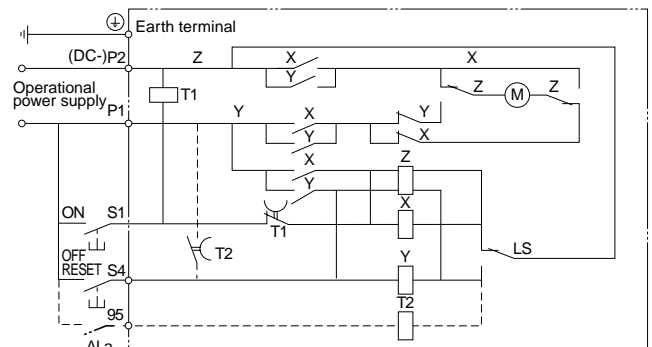 Earth terminal
(DC-)P2 Z X X
Y Z M Z
Operational
power supply
T1
P1 Y X Y
Y X
X Z
Y X
ON S1 T1
T2 LS
OFF
RESET S4 Y
T2
95
ALa